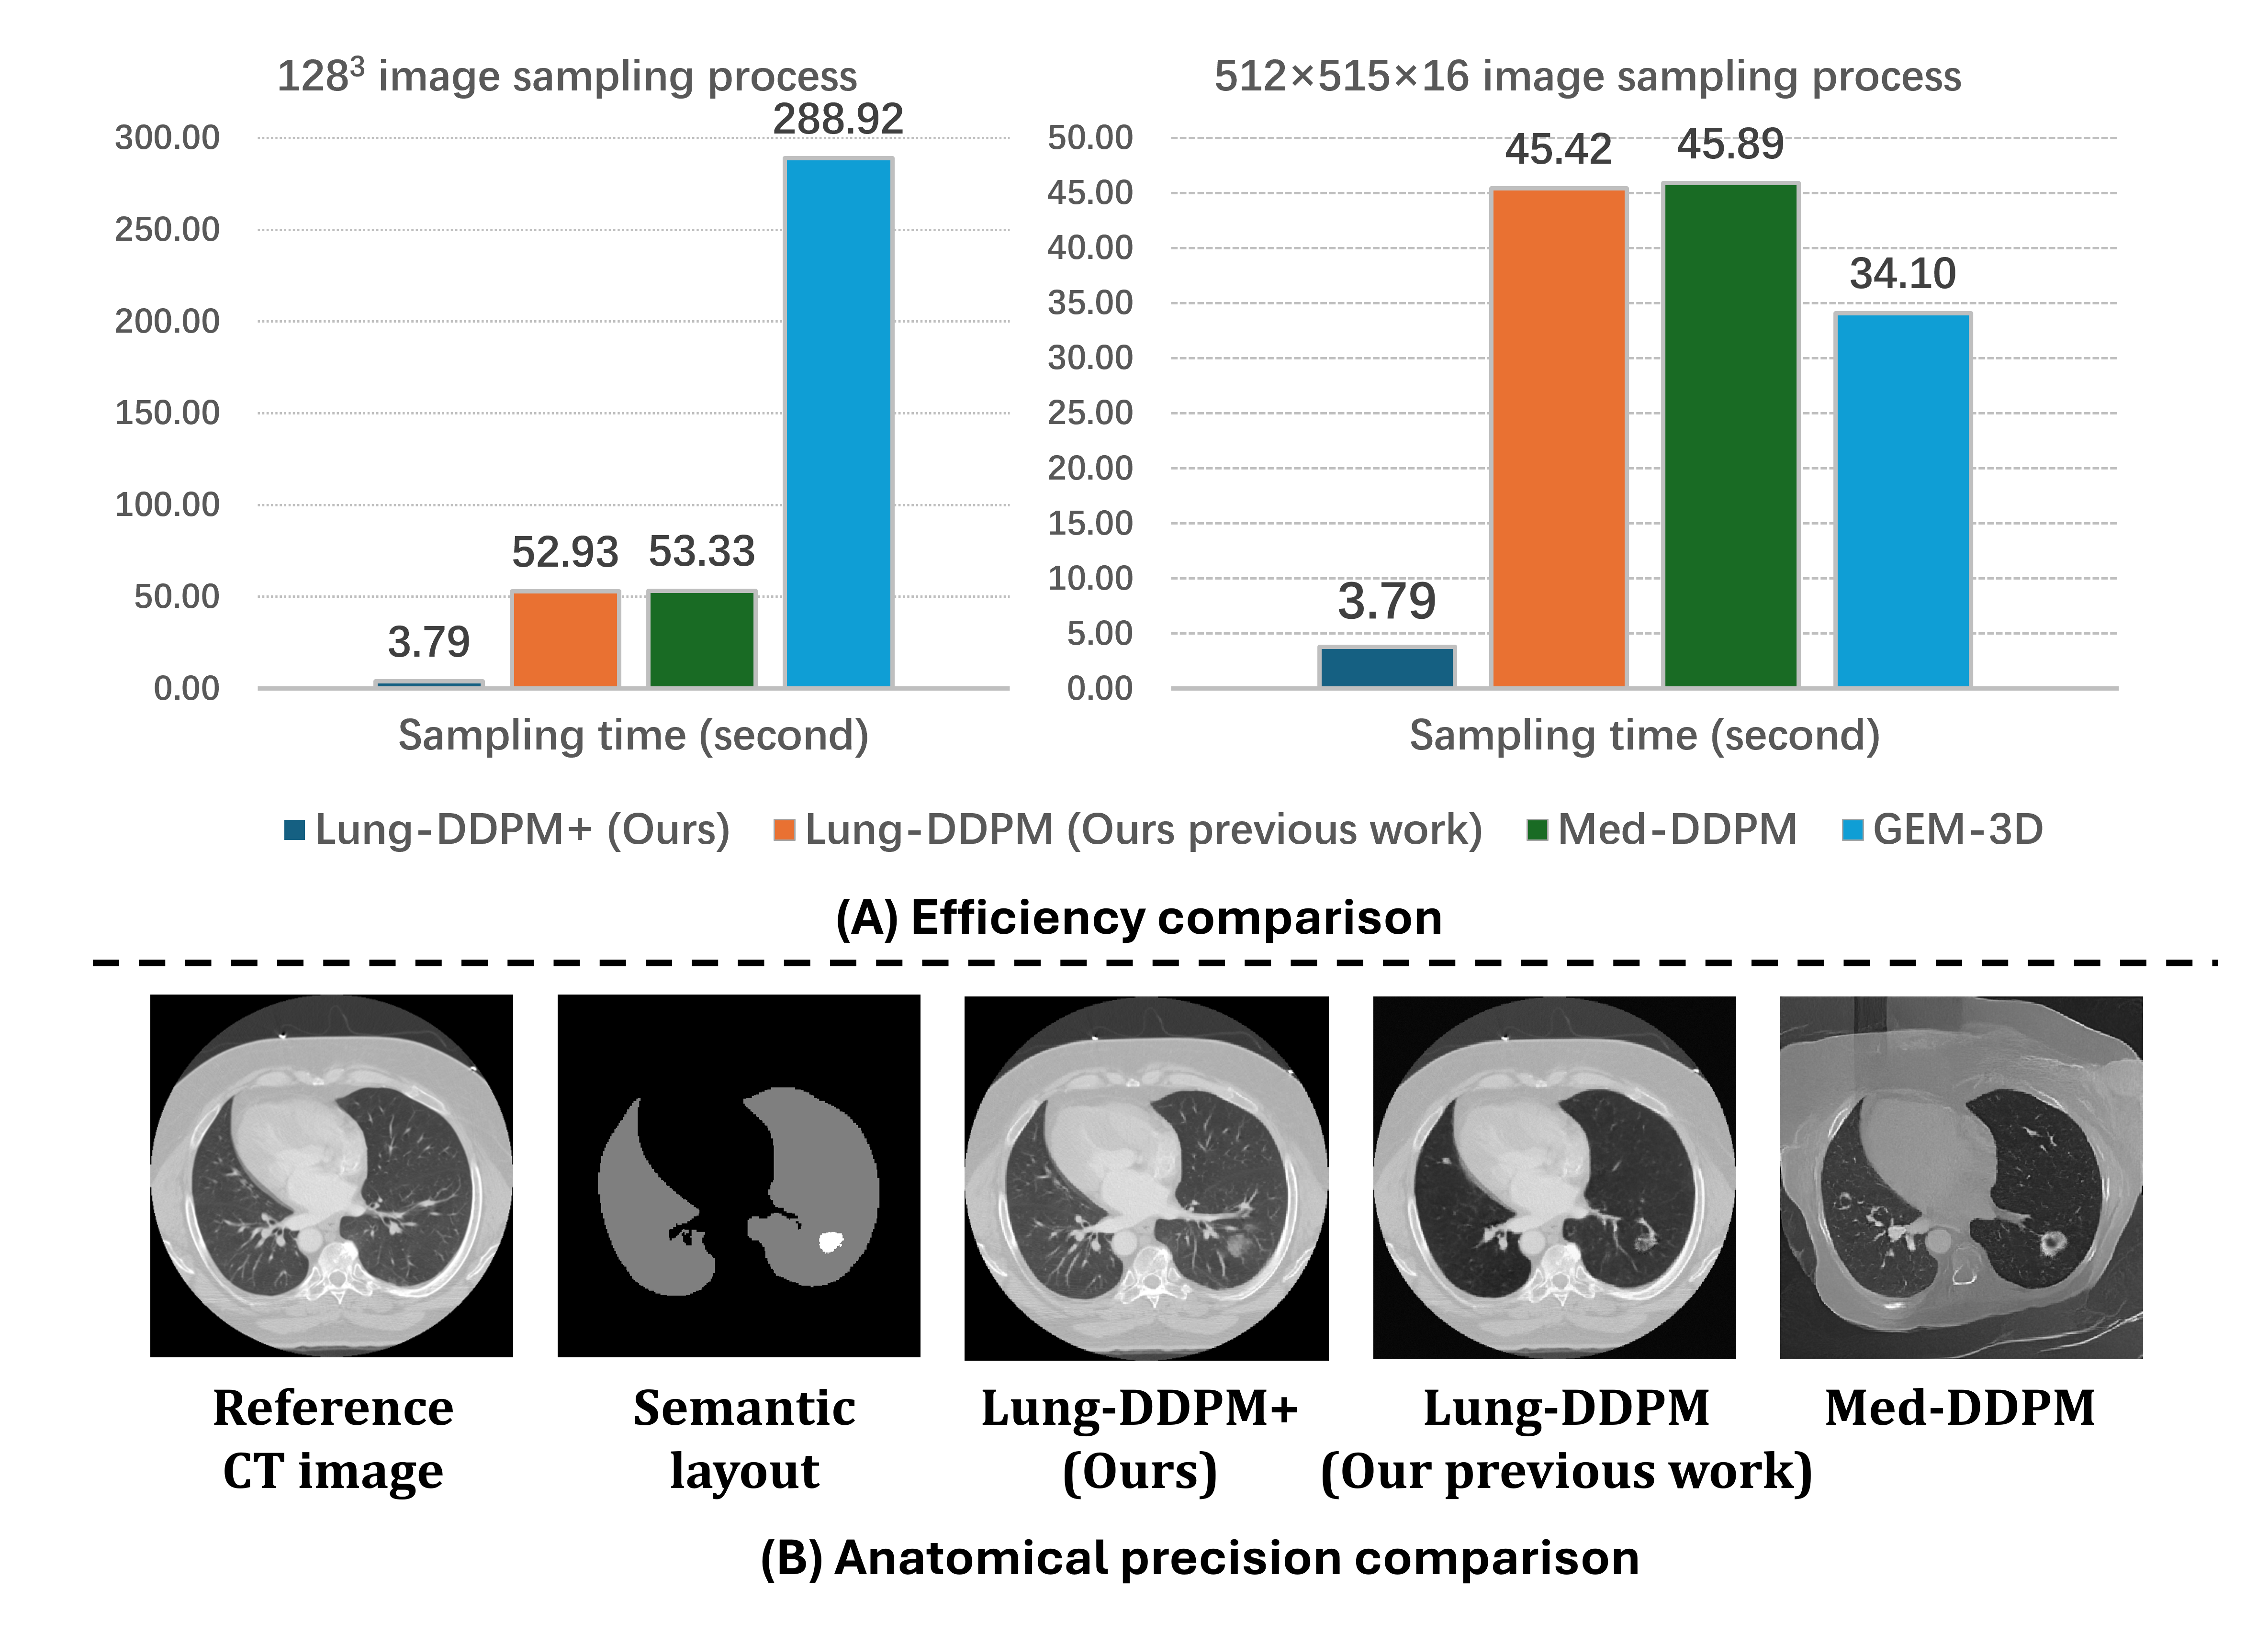 128³ image sampling process
288.92
300.00
250.00
200.00
150.00
100.00
50.00
0.00
3.79
52.93
53.33
Sampling time (second)
512×515×16 image sampling process
50.00
45.00
40.00
35.00
30.00
25.00
20.00
15.00
10.00
5.00
0.00
3.79
45.42
45.89
34.10
Sampling time (second)
Lung-DDPM+ (Ours)
Lung-DDPM (Ours previous work)
Med-DDPM
GEM-3D
(A) Efficiency comparison
Reference
CT image
Semantic
layout
Lung-DDPM+
(Ours)
Lung-DDPM
(Our previous work)
Med-DDPM
(B) Anatomical precision comparison